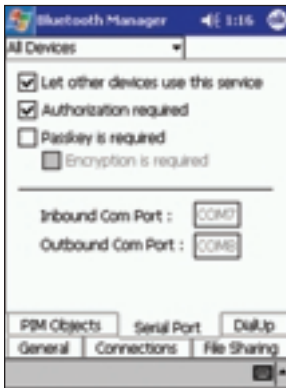 Bluetooth Manager 1:16 ok
All Devices
Let other devices use this service
Authorization required
Passkey is required
Encryption is required
Inbound Com Port : COM7
Outbound Com Port : COM8
PIM Objects Serial Port DialUp
General Connections File Sharing